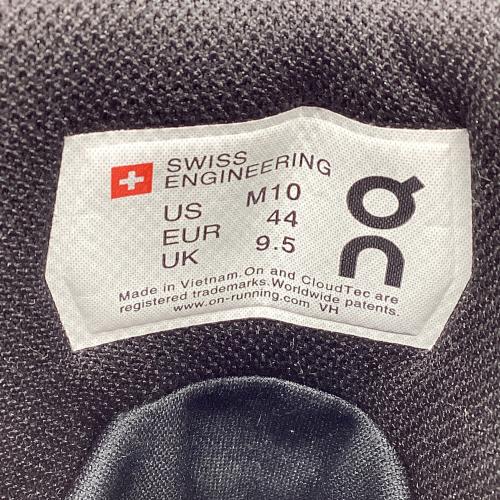 SWISS
ENGINEERING
US M10
EUR 44
UK 9.5
Made in Vietnam.On and CloudTec are
registered trademarks.Worldwide patents.
www.on-running.com VH
On